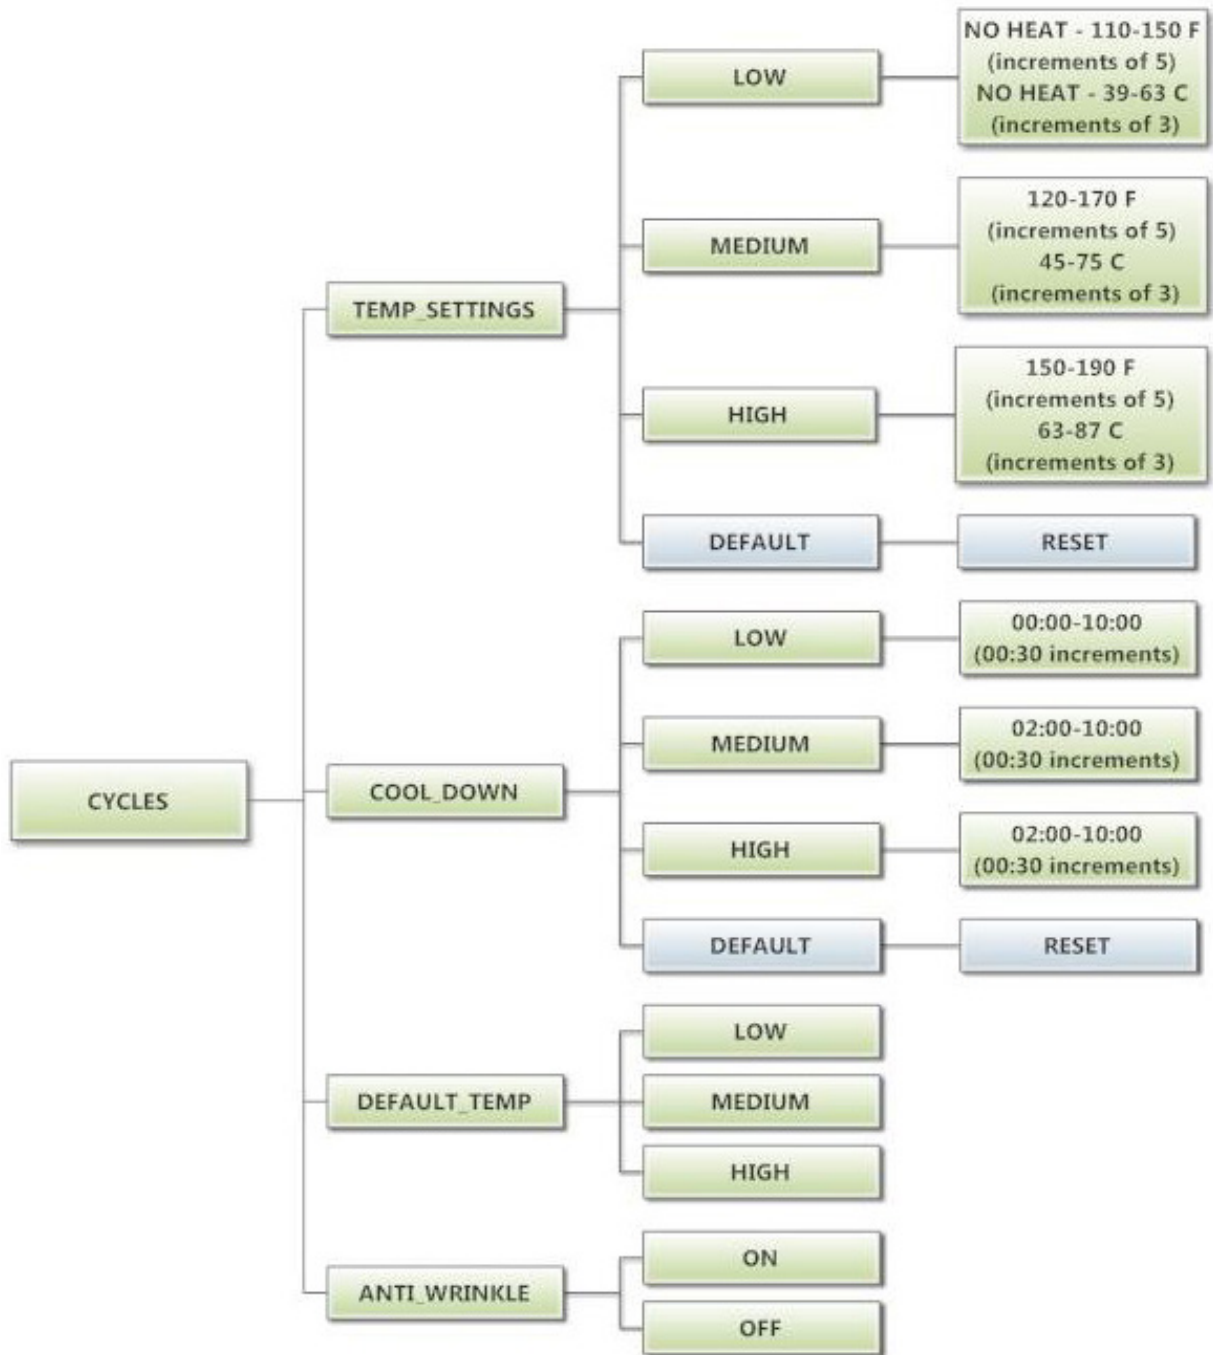 CYCLES
TEMP_SETTINGS
LOW
NO HEAT - 110-150 F
(increments of 5)
NO HEAT - 39-63 C
(increments of 3)
MEDIUM
120-170 F
(increments of 5)
45-75 C
(increments of 3)
HIGH
150-190 F
(increments of 5)
63-87 C
(increments of 3)
DEFAULT
RESET
COOL_DOWN
LOW
00:00-10:00
(00:30 increments)
MEDIUM
02:00-10:00
(00:30 increments)
HIGH
02:00-10:00
(00:30 increments)
DEFAULT
RESET
DEFAULT_TEMP
LOW
MEDIUM
HIGH
ANTI_WRINKLE
ON
OFF